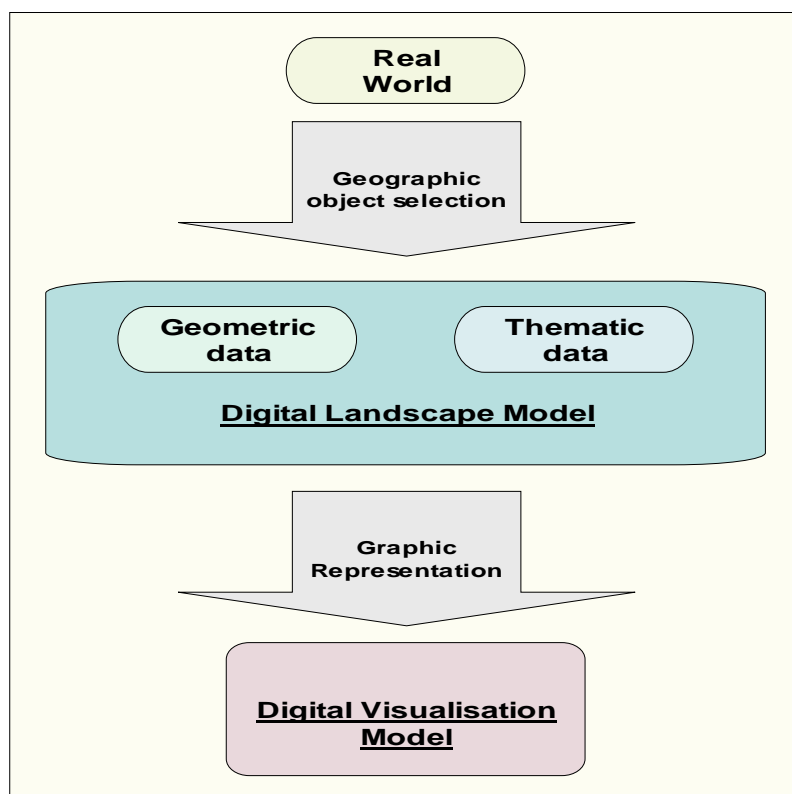 Real
World
Geographic
object selection
Geometric
data
Thematic
data
Digital Landscape Model
Graphic
Representation
Digital Visualisation
Model